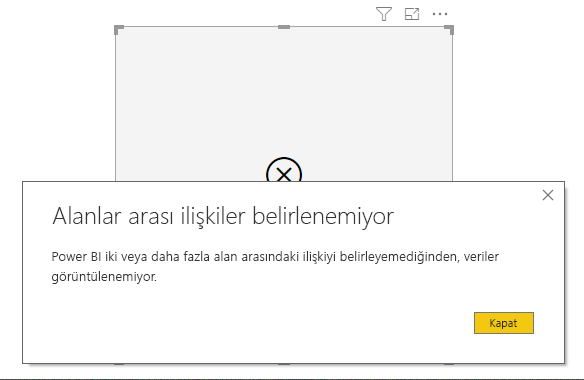 Alanlar arası ilişkiler belirlenemiyor
Power BI iki veya daha fazla alan arasındaki ilişkiyi belirleyemediğinden, veriler
görüntülenemiyor.
Kapat